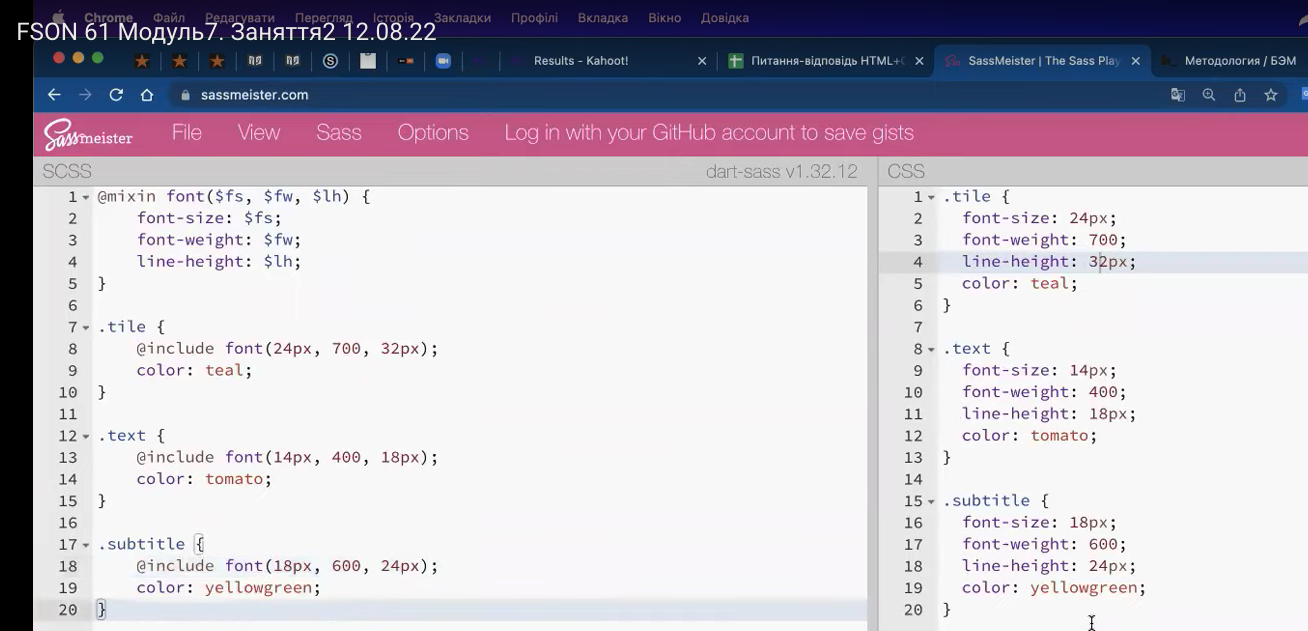 Chrome Файл Редагувати Перегляд Історія Закладки Профілі Вкладка Вікно Довідка
FSON 61 Модуль7. Заняття2 12.08.22
Results - Kahoot! Питання-відповідь HTML+ SassMeister | The Sass Play Методология / БЭМ
sassmeister.com
Sassmeister File View Sass Options Log in with your GitHub account to save gists
SCSS dart-sass v1.32.12
1 @mixin font($fs, $fw, $lh) {
2 font-size: $fs;
3 font-weight: $fw;
4 line-height: $lh;
5 }
6
7 .tile {
8 @include font(24px, 700, 32px);
9 color: teal;
10 }
11
12 .text {
13 @include font(14px, 400, 18px);
14 color: tomato;
15 }
16
17 .subtitle {
18 @include font(18px, 600, 24px);
19 color: yellowgreen;
20 }
CSS
1 .tile {
2 font-size: 24px;
3 font-weight: 700;
4 line-height: 32px;
5 color: teal;
6 }
7
8 .text {
9 font-size: 14px;
10 font-weight: 400;
11 line-height: 18px;
12 color: tomato;
13 }
14
15 .subtitle {
16 font-size: 18px;
17 font-weight: 600;
18 line-height: 24px;
19 color: yellowgreen;
20 }